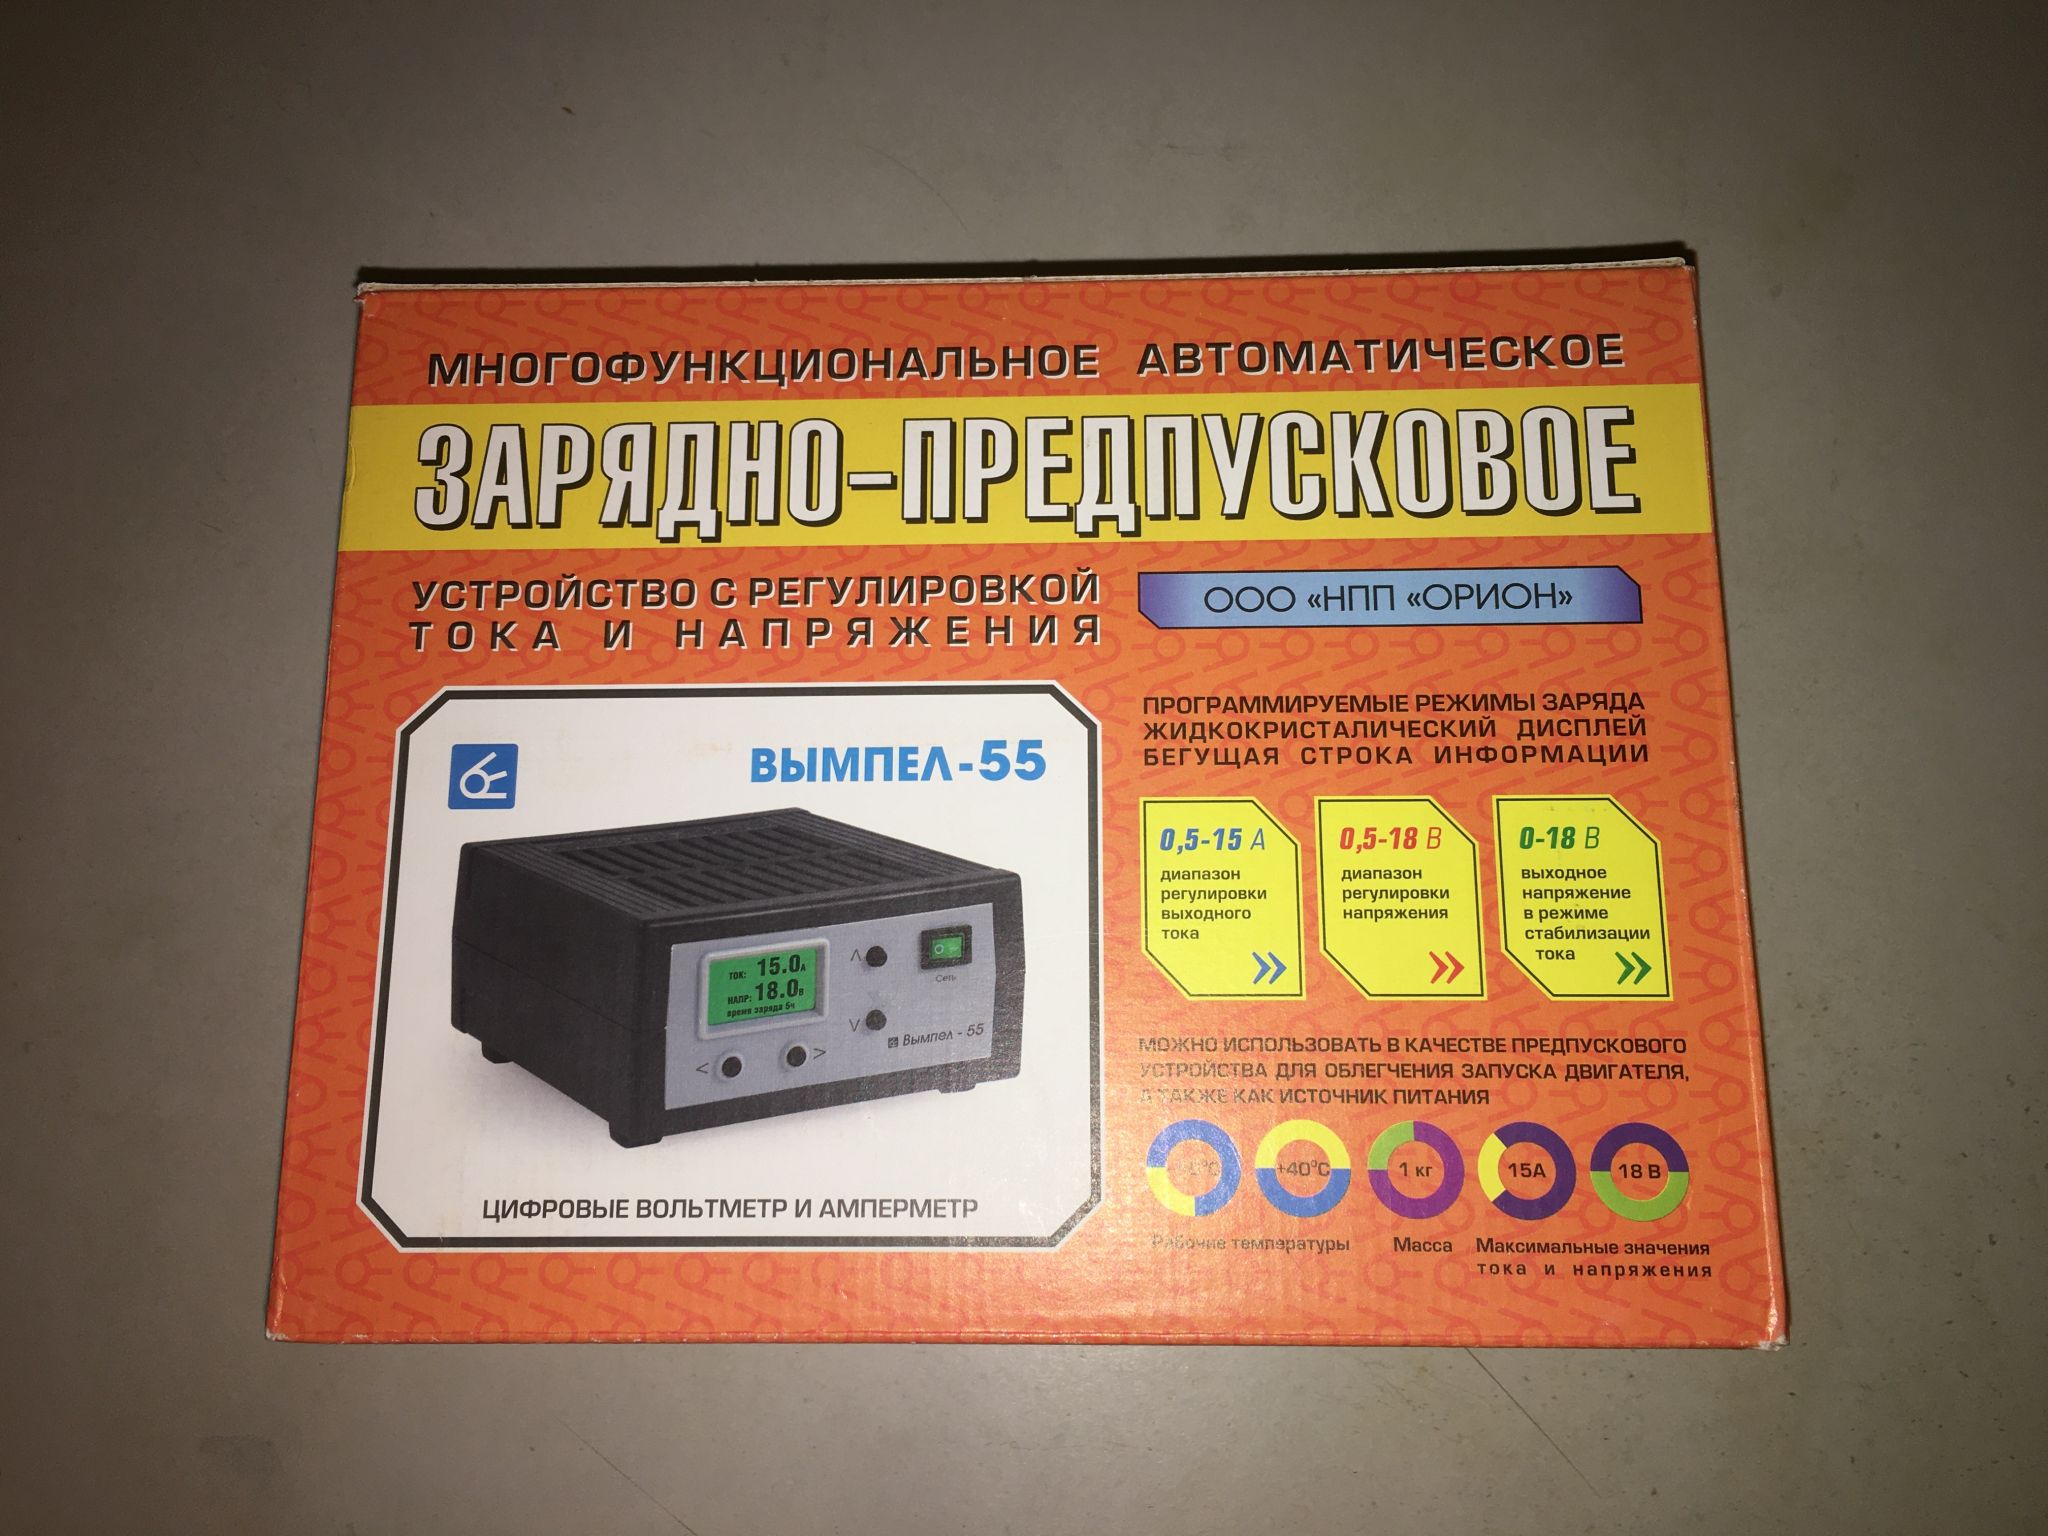 МНОГОФУНКЦИОНАЛЬНОЕ АВТОМАТИЧЕСКОЕ
ЗАРЯДНО-ПРЕДПУСКОВОЕ
УСТРОЙСТВО С РЕГУЛИРОВКОЙ
ТОКА И НАПРЯЖЕНИЯ
ООО «НПП «ОРИОН»
ВЫМПЕЛ-55
ТОК: 15.0А
НАПР: 18.0В
время заряда 5ч
Сеть
Вымпел - 55
ЦИФРОВЫЕ ВОЛЬТМЕТР И АМПЕРМЕТР
ПРОГРАММИРУЕМЫЕ РЕЖИМЫ ЗАРЯДА
ЖИДКОКРИСТАЛИЧЕСКИЙ ДИСПЛЕЙ
БЕГУЩАЯ СТРОКА ИНФОРМАЦИИ
0,5-15 А
диапазон
регулировки
выходного
тока
0,5-18 В
диапазон
регулировки
напряжения
0-18 В
выходное
напряжение
в режиме
стабилизации
тока
МОЖНО ИСПОЛЬЗОВАТЬ В КАЧЕСТВЕ ПРЕДПУСКОВОГО
УСТРОЙСТВА ДЛЯ ОБЛЕГЧЕНИЯ ЗАПУСКА ДВИГАТЕЛЯ,
А ТАКЖЕ КАК ИСТОЧНИК ПИТАНИЯ
+40°С
1 кг
15А
18 В
Рабочие температуры
Масса
Максимальные значения
тока и напряжения